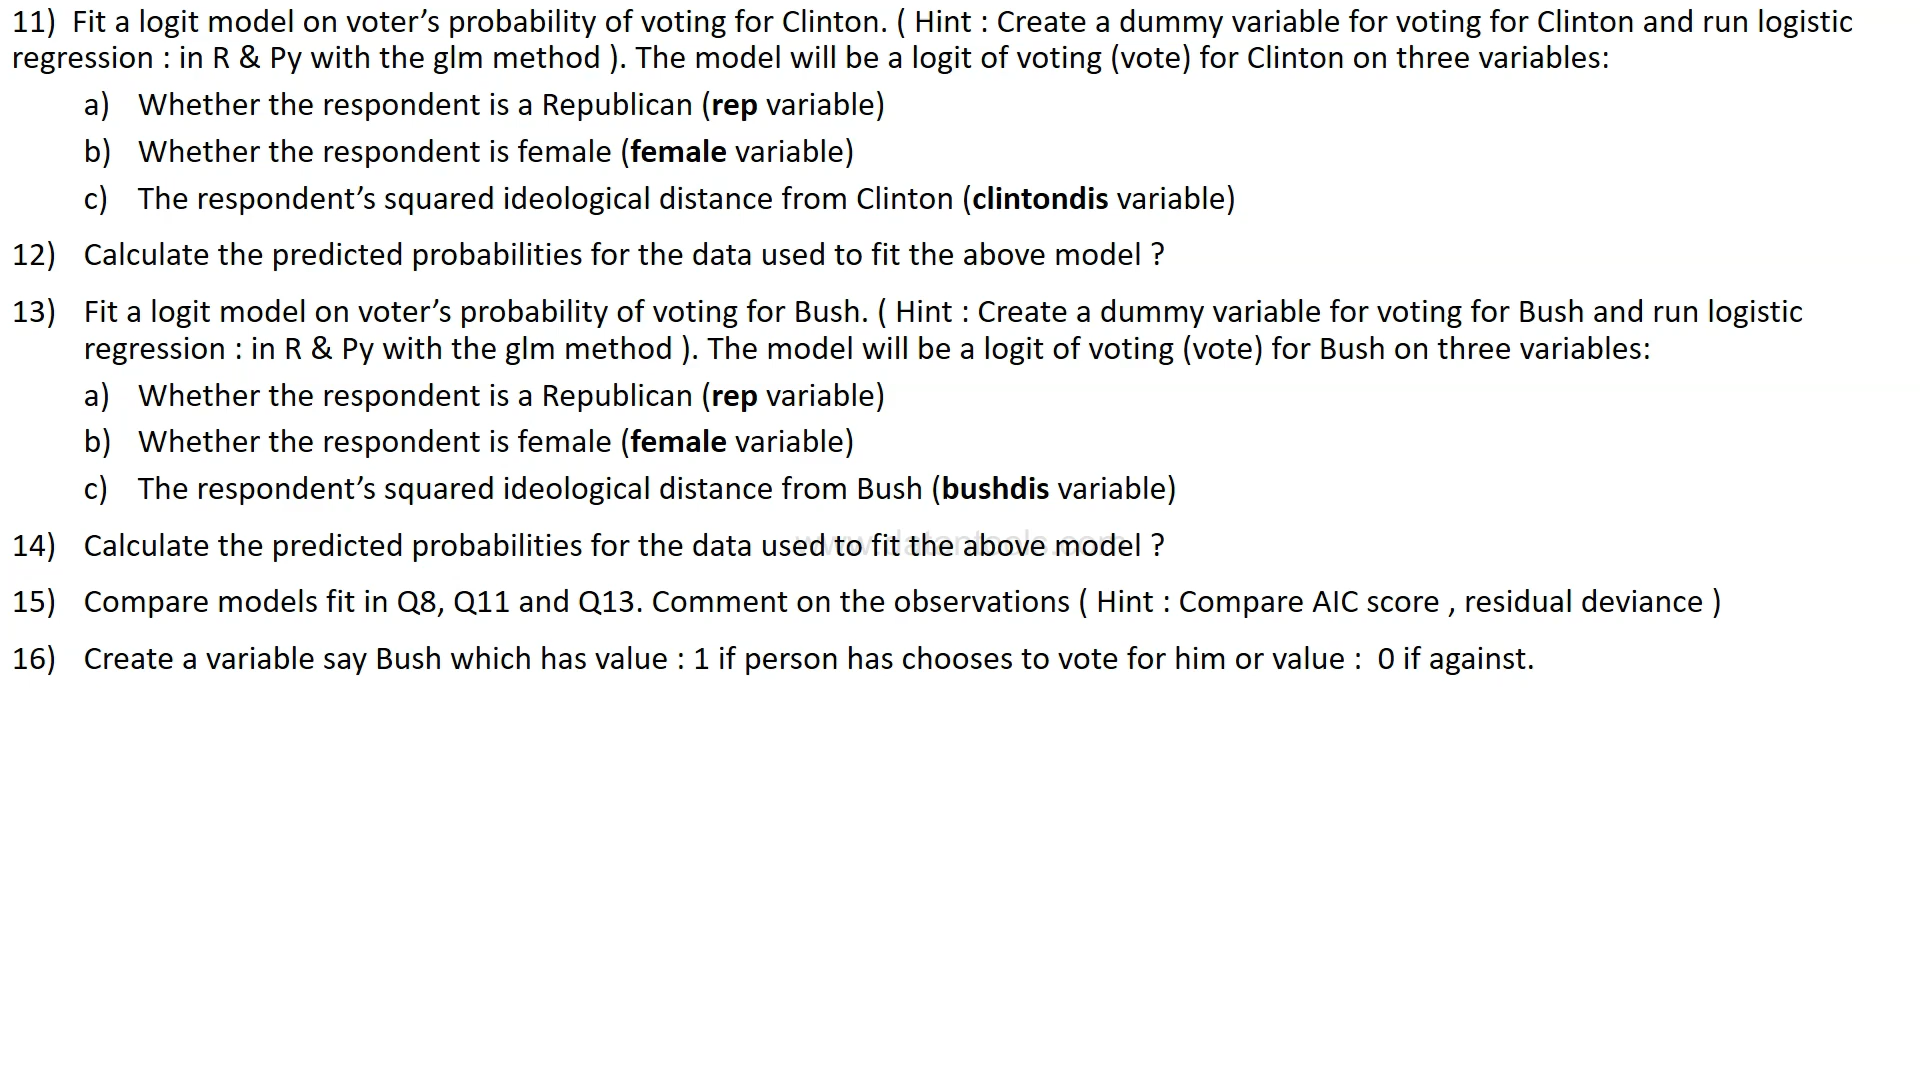 11) Fit a logit model on voter’s probability of voting for Clinton. ( Hint : Create a dummy variable for voting for Clinton and run logistic
regression : in R & Py with the glm method ). The model will be a logit of voting (vote) for Clinton on three variables:
a) Whether the respondent is a Republican (rep variable)
b) Whether the respondent is female (female variable)
c) The respondent’s squared ideological distance from Clinton (clintondis variable)
12) Calculate the predicted probabilities for the data used to fit the above model ?
13) Fit a logit model on voter’s probability of voting for Bush. ( Hint : Create a dummy variable for voting for Bush and run logistic
regression : in R & Py with the glm method ). The model will be a logit of voting (vote) for Bush on three variables:
a) Whether the respondent is a Republican (rep variable)
b) Whether the respondent is female (female variable)
c) The respondent’s squared ideological distance from Bush (bushdis variable)
14) Calculate the predicted probabilities for the data used to fit the above model ?
15) Compare models fit in Q8, Q11 and Q13. Comment on the observations ( Hint : Compare AIC score , residual deviance )
16) Create a variable say Bush which has value : 1 if person has chooses to vote for him or value :  0 if against.